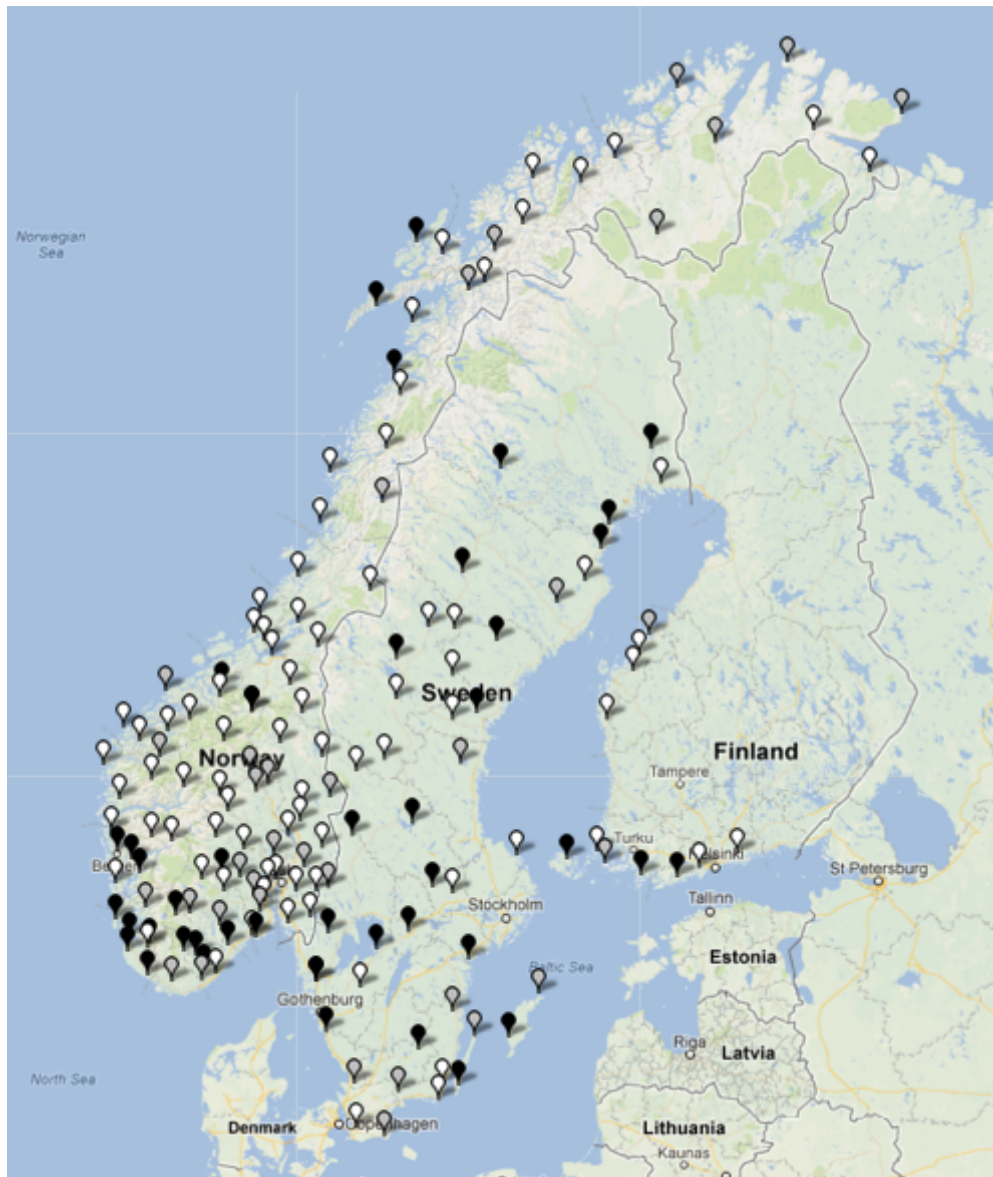 Norwegian
Sea
Sweden
Norway
Finland
Tampere
Turku
Helsinki
St Petersburg
Stockholm
Tallinn
Estonia
Baltic Sea
Gothenburg
Riga
Latvia
North Sea
Denmark
Copenhagen
Lithuania
Kaunas